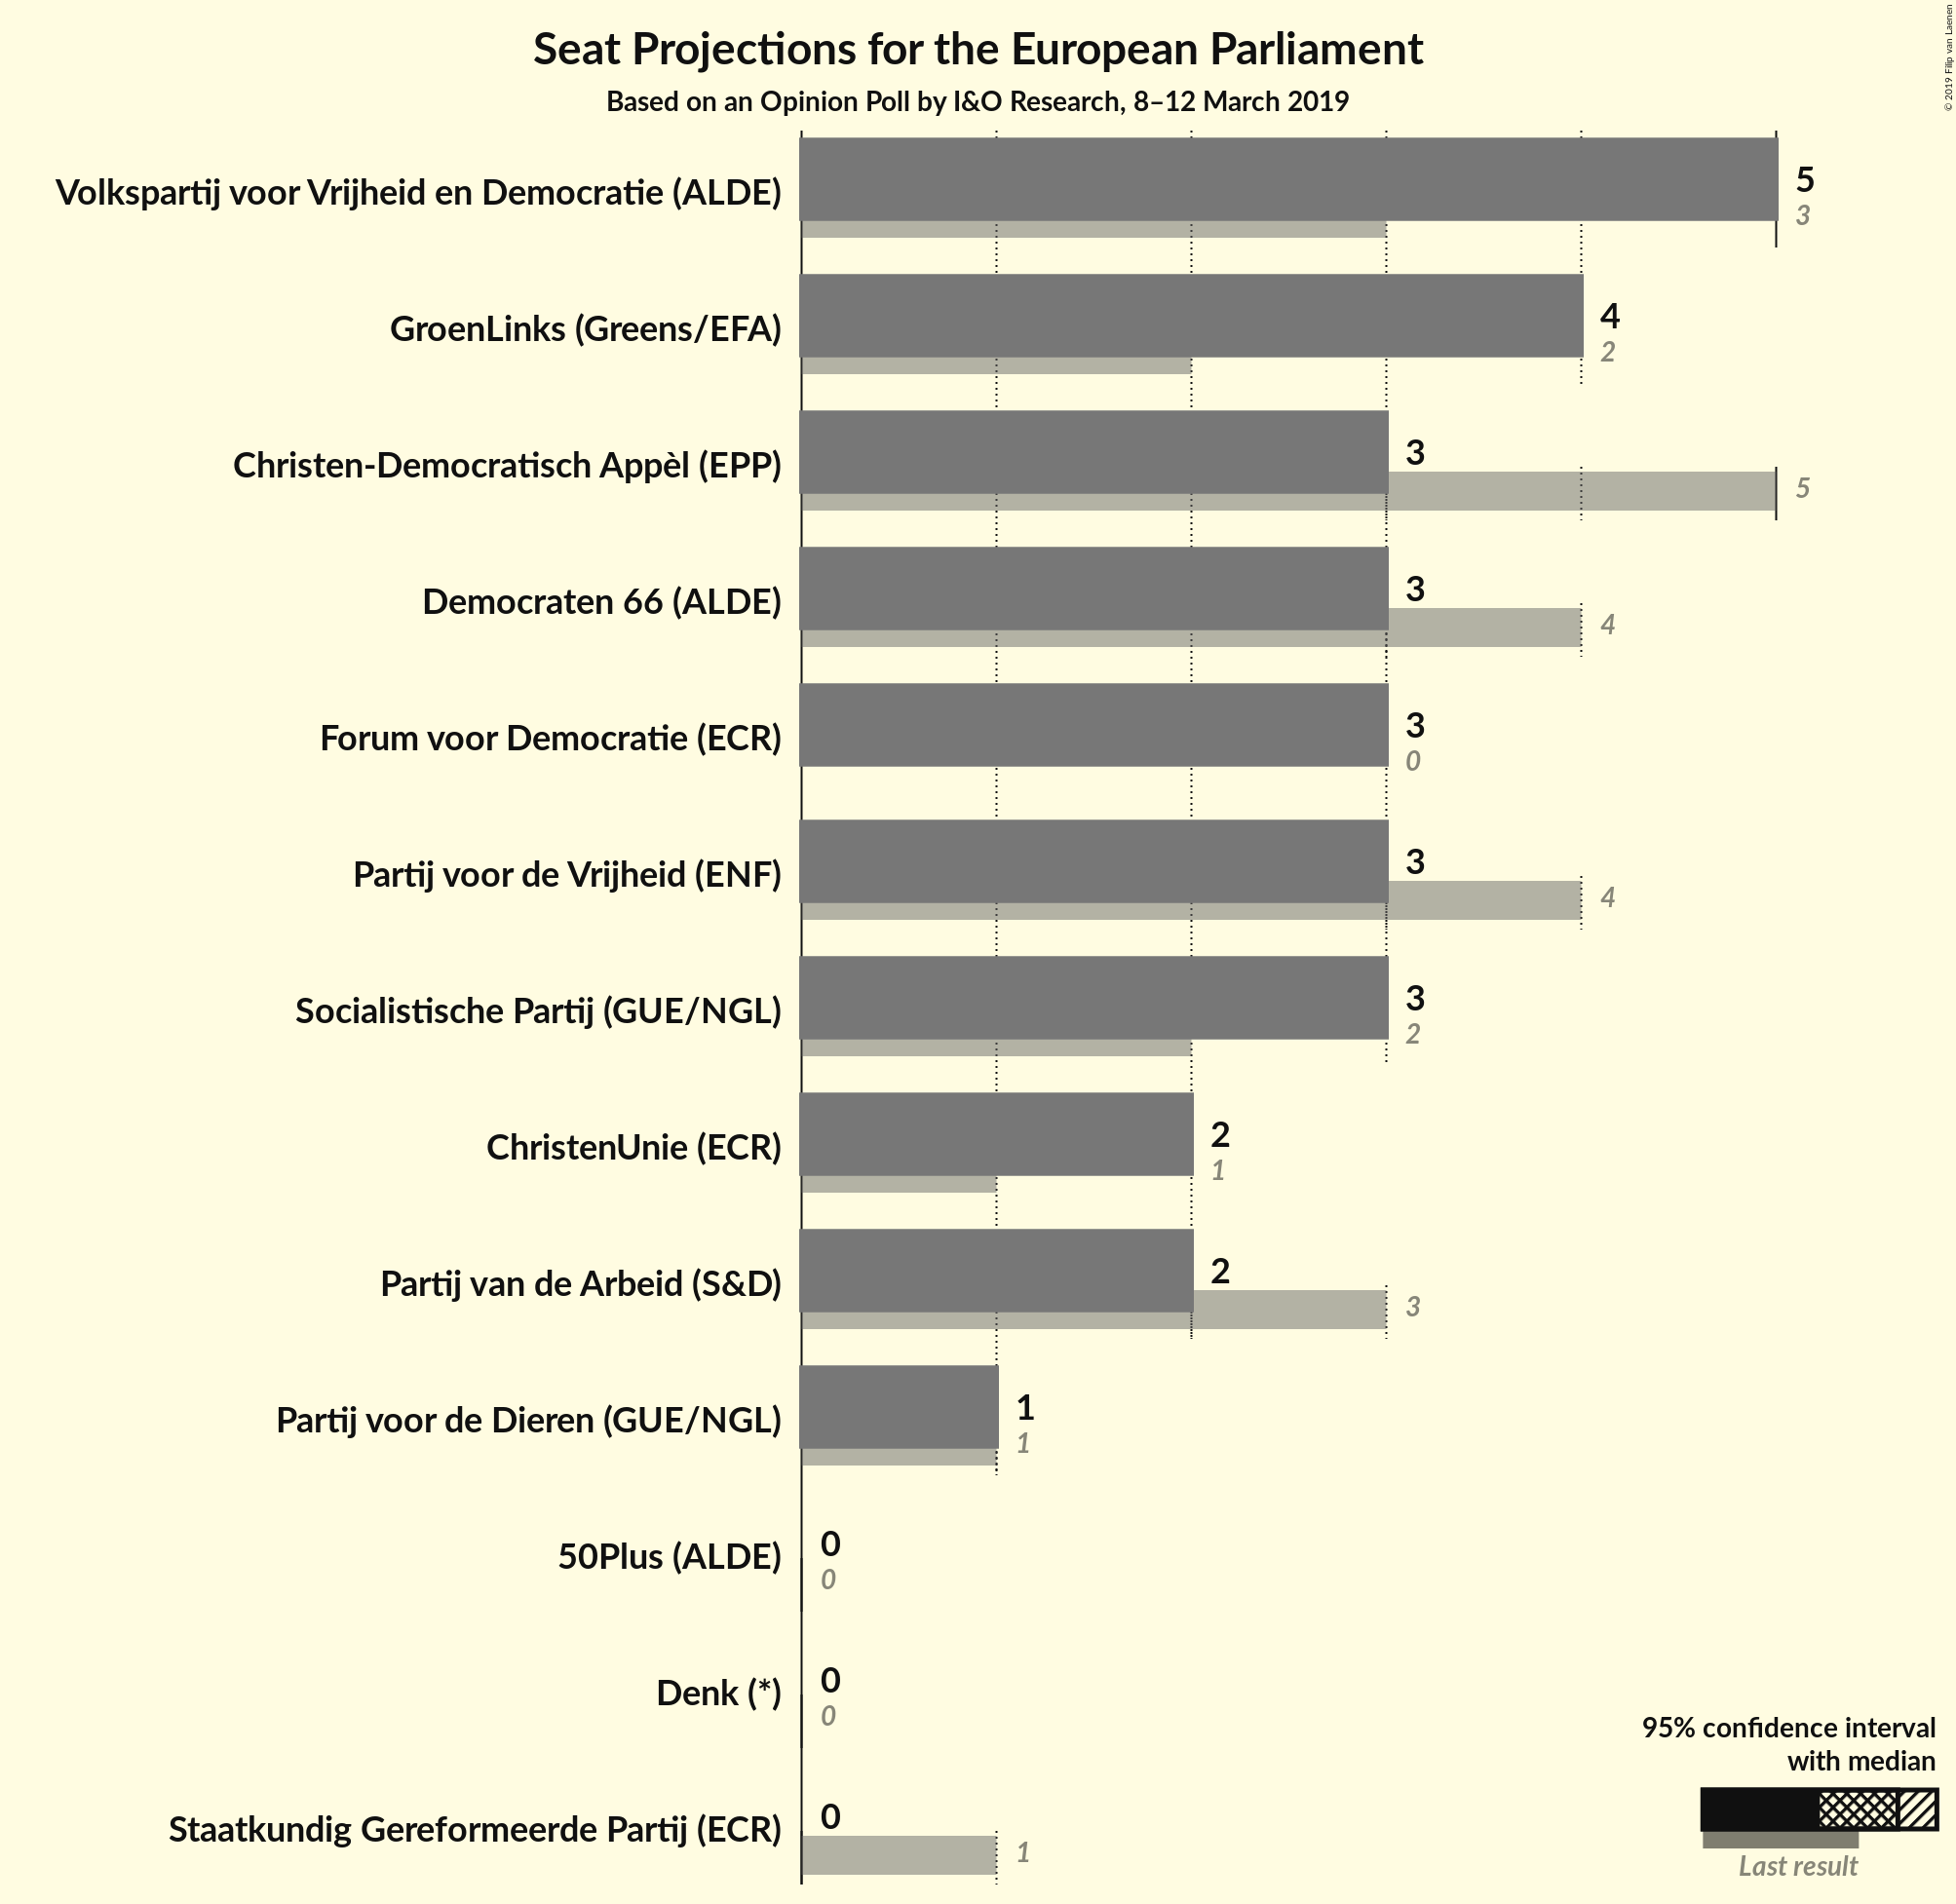 Seat Projections for the European Parliament
Based on an Opinion Poll by I&O Research, 8–12 March 2019
© 2019 Filip van Laenen
Volkspartij voor Vrijheid en Democratie (ALDE)
5
3
GroenLinks (Greens/EFA)
4
2
Christen-Democratisch Appèl (EPP)
3
5
Democraten 66 (ALDE)
3
4
Forum voor Democratie (ECR)
3
0
Partij voor de Vrijheid (ENF)
3
4
Socialistische Partij (GUE/NGL)
3
2
ChristenUnie (ECR)
2
1
Partij van de Arbeid (S&D)
2
3
Partij voor de Dieren (GUE/NGL)
1
1
50Plus (ALDE)
0
0
Denk (*)
0
0
Staatkundig Gereformeerde Partij (ECR)
0
1
95% confidence interval
with median
Last result